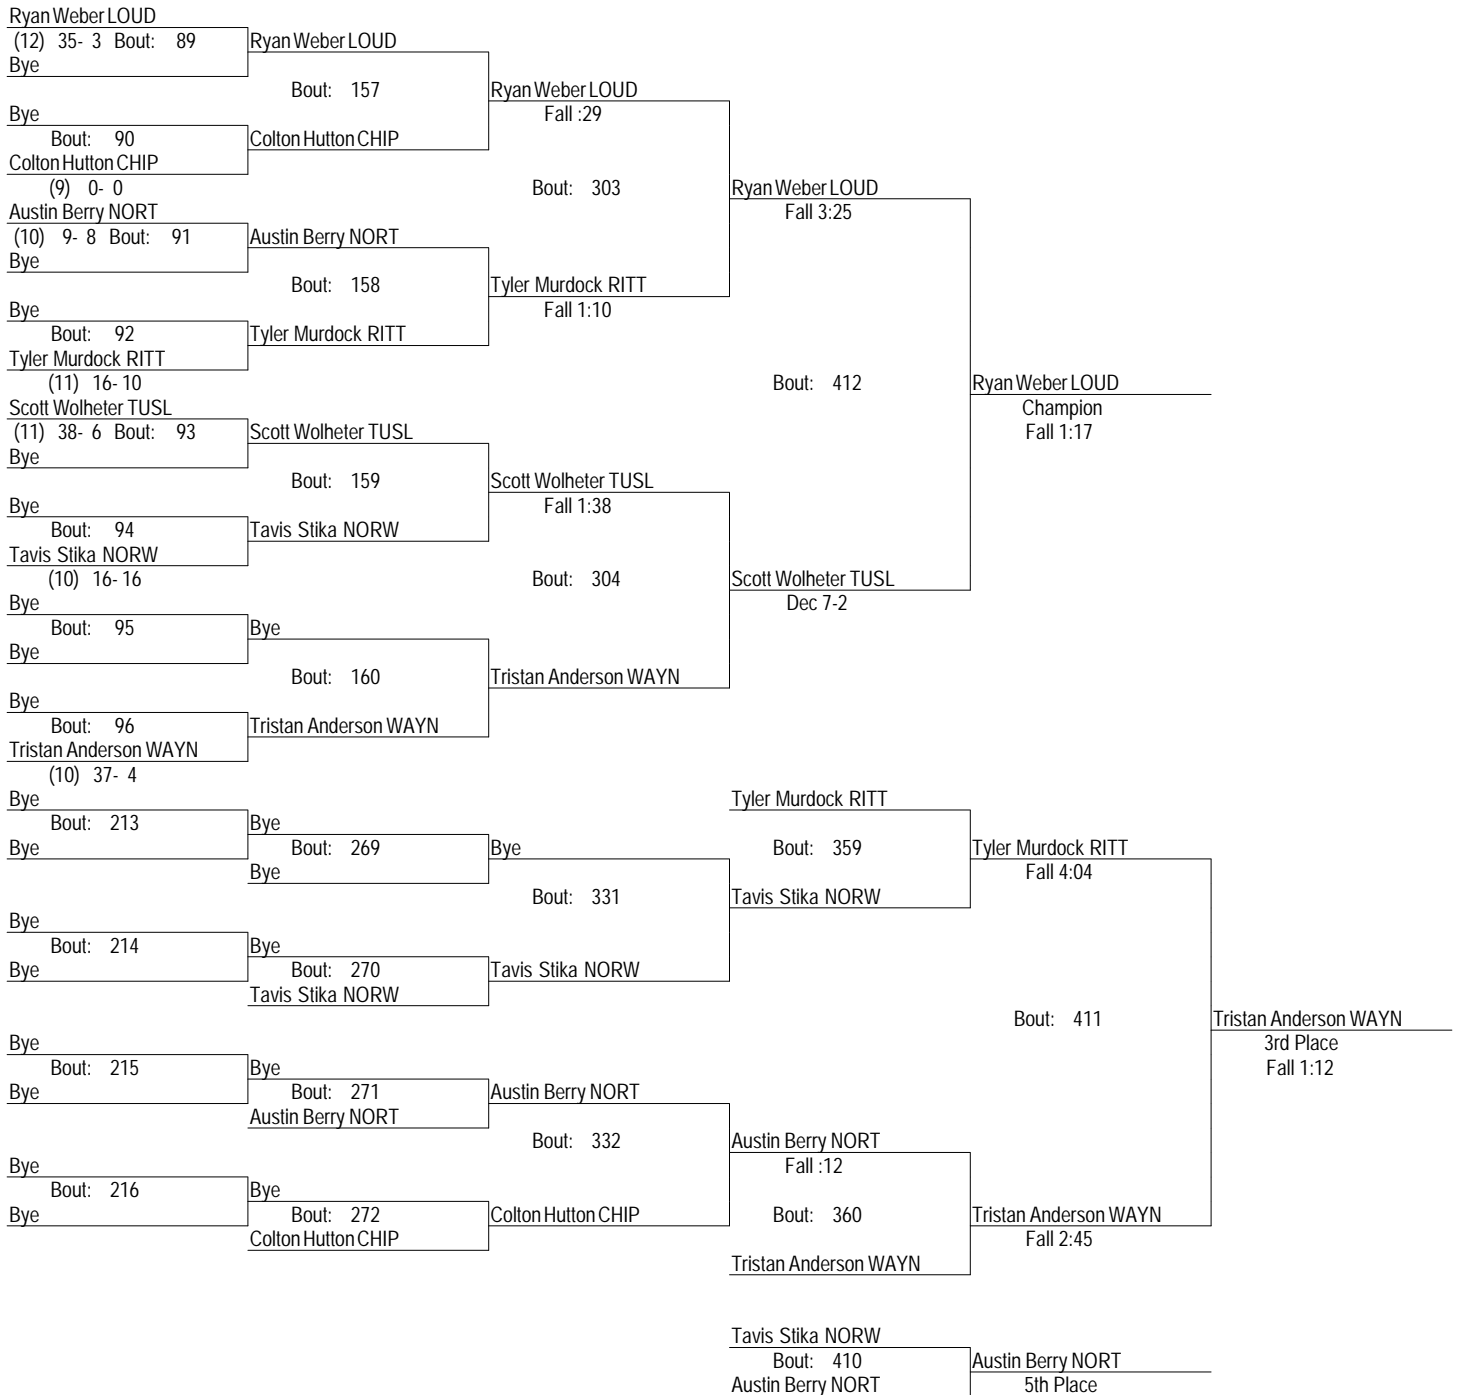 Ryan Weber LOUD
(12) 35- 3 Bout: 89 Ryan Weber LOUD
Bye
Bout: 157 Ryan Weber LOUD
Bye Fall :29
Bout: 90 Colton Hutton CHIP
Colton Hutton CHIP
(9) 0- 0 Bout: 303 Ryan Weber LOUD
Austin Berry NORT Fall 3:25
(10) 9- 8 Bout: 91 Austin Berry NORT
Bye
Bout: 158 Tyler Murdock RITT
Bye Fall 1:10
Bout: 92 Tyler Murdock RITT
Tyler Murdock RITT
(11) 16- 10 Bout: 412 Ryan Weber LOUD
Scott Wolheter TUSL Champion
(11) 38- 6 Bout: 93 Scott Wolheter TUSL Fall 1:17
Bye
Bout: 159 Scott Wolheter TUSL
Bye Fall 1:38
Bout: 94 Tavis Stika NORW
Tavis Stika NORW
(10) 16- 16 Bout: 304 Scott Wolheter TUSL
Bye Dec 7-2
Bout: 95 Bye
Bye
Bout: 160 Tristan Anderson WAYN
Bye
Bout: 96 Tristan Anderson WAYN
Tristan Anderson WAYN
(10) 37- 4
Bye Tyler Murdock RITT
Bout: 213 Bye
Bye Bout: 269 Bye Bout: 359 Tyler Murdock RITT
Bye Fall 4:04
Bout: 331 Tavis Stika NORW
Bye
Bout: 214 Bye
Bye Bout: 270 Tavis Stika NORW
Tavis Stika NORW
Bout: 411 Tristan Anderson WAYN
Bye 3rd Place
Bout: 215 Bye Fall 1:12
Bye Bout: 271 Austin Berry NORT
Austin Berry NORT
Bout: 332 Austin Berry NORT
Bye Fall :12
Bout: 216 Bye
Bye Bout: 272 Colton Hutton CHIP Bout: 360 Tristan Anderson WAYN
Colton Hutton CHIP Fall 2:45
Tristan Anderson WAYN
Tavis Stika NORW
Bout: 410 Austin Berry NORT
Austin Berry NORT 5th Place